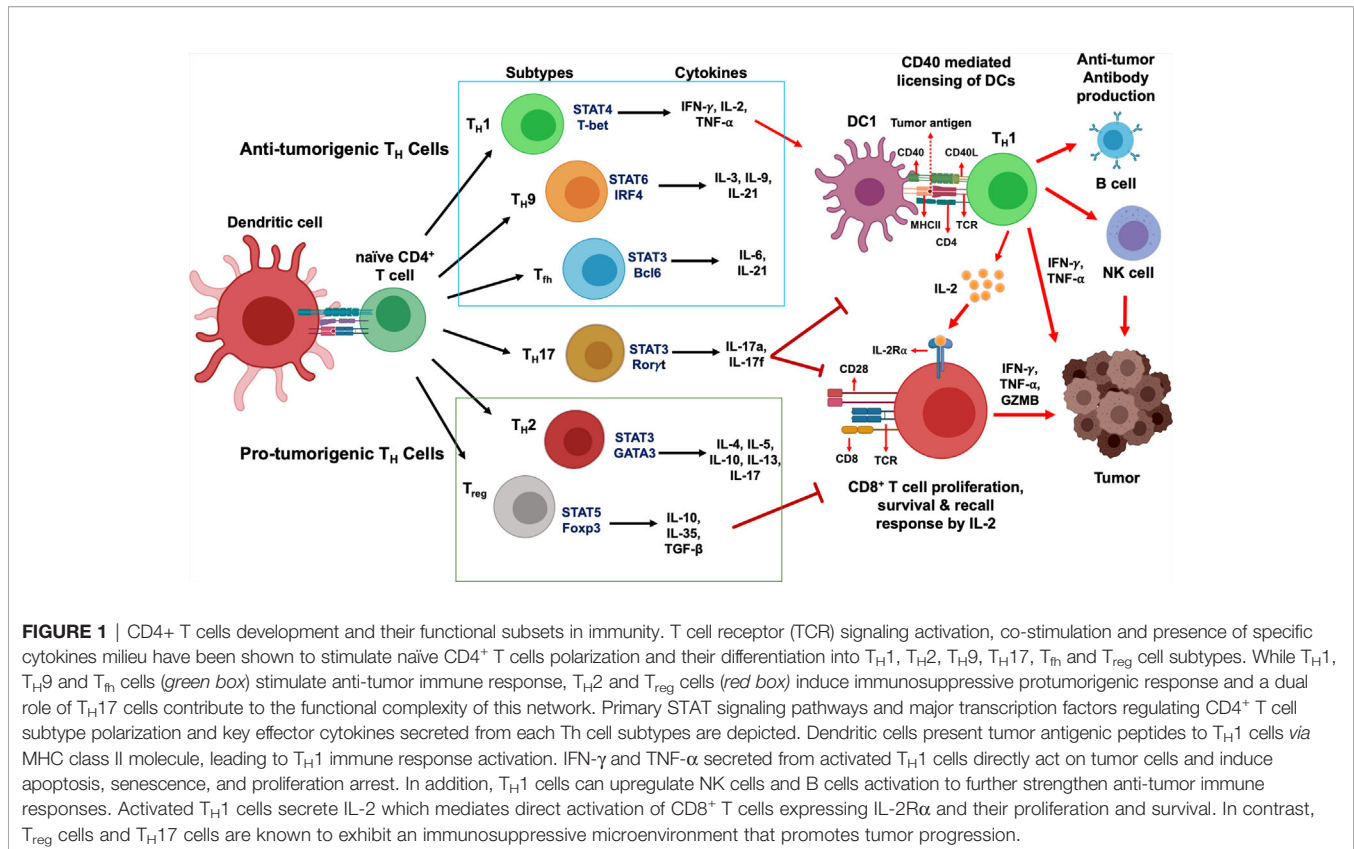 Subtypes
Cytokines
CD40 mediated
licensing of DCs
Anti-tumor
Antibody
production
Anti-tumorigenic TH Cells
TH1
STAT4
T-bet
IFN-γ, IL-2,
TNF-α
TH9
STAT6
IRF4
IL-3, IL-9,
IL-21
Dendritic cell
naïve CD4+
T cell
Tfh
STAT3
Bcl6
IL-6,
IL-21
TH17
STAT3
Rorγt
IL-17a,
IL-17f
Pro-tumorigenic TH Cells
TH2
STAT3
GATA3
IL-4, IL-5,
IL-10, IL-13,
IL-17
Treg
STAT5
Foxp3
IL-10,
IL-35,
TGF-β
DC1
Tumor antigen
TH1
CD40
CD40L
MHCII
TCR
CD4
B cell
NK cell
IFN-γ,
TNF-α
IL-2
IL-2Rα
CD28
CD8
TCR
IFN-γ,
TNF-α,
GZMB
Tumor
CD8+ T cell proliferation,
survival & recall
response by IL-2
FIGURE 1 | CD4+ T cells development and their functional subsets in immunity. T cell receptor (TCR) signaling activation, co-stimulation and presence of specific
cytokines milieu have been shown to stimulate naïve CD4+ T cells polarization and their differentiation into TH1, TH2, TH9, TH17, Tfh and Treg cell subtypes. While TH1,
TH9 and Tfh cells (green box) stimulate anti-tumor immune response, TH2 and Treg cells (red box) induce immunosuppressive protumorigenic response and a dual
role of TH17 cells contribute to the functional complexity of this network. Primary STAT signaling pathways and major transcription factors regulating CD4+ T cell
subtype polarization and key effector cytokines secreted from each Th cell subtypes are depicted. Dendritic cells present tumor antigenic peptides to TH1 cells via
MHC class II molecule, leading to TH1 immune response activation. IFN-γ and TNF-α secreted from activated TH1 cells directly act on tumor cells and induce
apoptosis, senescence, and proliferation arrest. In addition, TH1 cells can upregulate NK cells and B cells activation to further strengthen anti-tumor immune
responses. Activated TH1 cells secrete IL-2 which mediates direct activation of CD8+ T cells expressing IL-2Rα and their proliferation and survival. In contrast,
Treg cells and TH17 cells are known to exhibit an immunosuppressive microenvironment that promotes tumor progression.